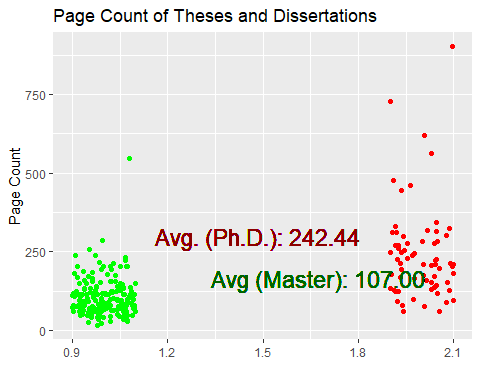 Page Count of Theses and Dissertations
Page Count
750
500
250
0
Avg. (Ph.D.): 242.44
Avg (Master): 107.00
0.9 1.2 1.5 1.8 2.1